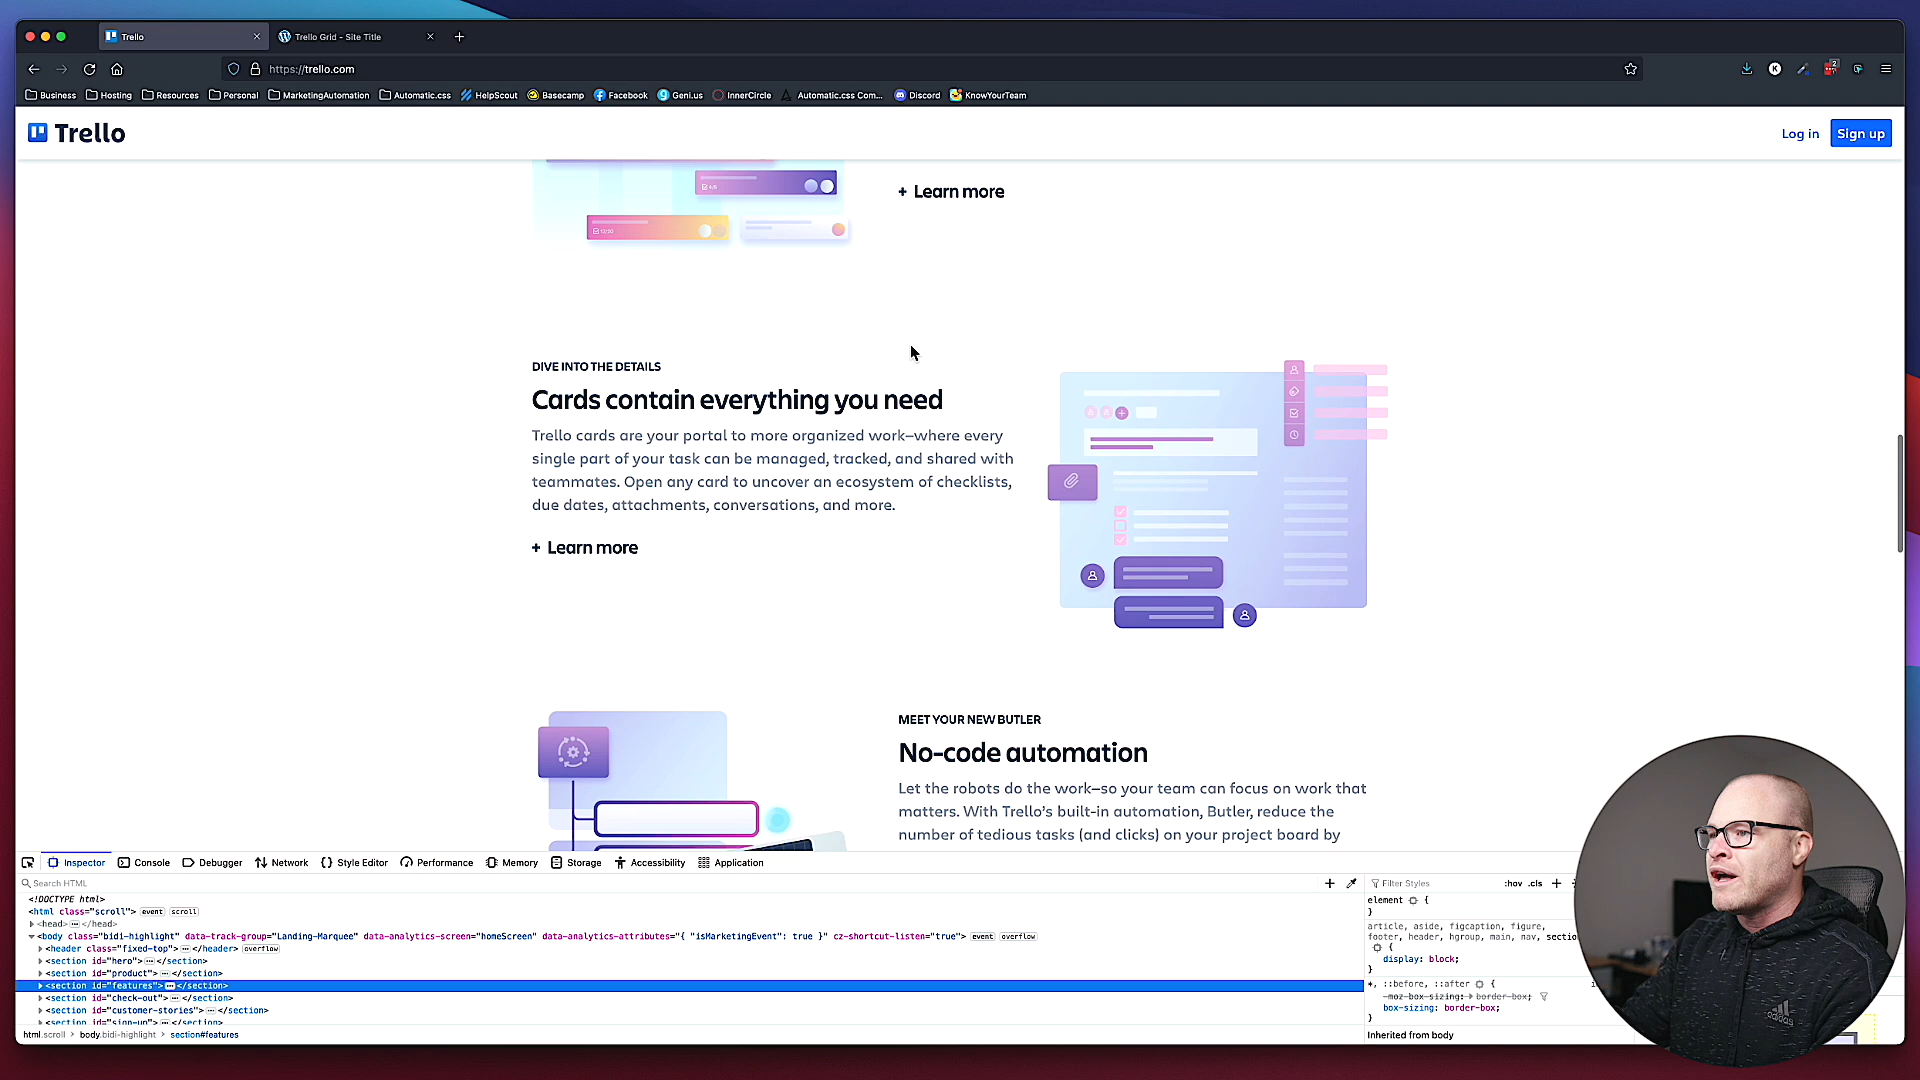 Trello
Trello Grid - Site Title
https://trello.com
Business
Hosting
Resources
Personal
MarketingAutomation
Automatic.css
HelpScout
Basecamp
Facebook
Geni.us
InnerCircle
Automatic.css Com...
Discord
KnowYourTeam
Trello
Log in
Sign up
+ Learn more
4/6
12/20
DIVE INTO THE DETAILS
Cards contain everything you need
Trello cards are your portal to more organized work—where every
single part of your task can be managed, tracked, and shared with
teammates. Open any card to uncover an ecosystem of checklists,
due dates, attachments, conversations, and more.
+ Learn more
MEET YOUR NEW BUTLER
No-code automation
Let the robots do the work—so your team can focus on work that
matters. With Trello’s built-in automation, Butler, reduce the
number of tedious tasks (and clicks) on your project board by
Inspector
Console
Debugger
Network
Style Editor
Performance
Memory
Storage
Accessibility
Application
Search HTML
Filter Styles
:hov .cls
<!DOCTYPE html>
<html class="scroll"> event scroll
<head> </head>
<body class="bidi-highlight" data-track-group="Landing-Marquee" data-analytics-screen="homeScreen" data-analytics-attributes="{ "isMarketingEvent": true }" cz-shortcut-listen="true"> event overflow
<header class="fixed-top"> </header> overflow
<section id="hero"> </section>
<section id="product"> </section>
<section id="features"> </section>
<section id="check-out"> </section>
<section id="customer-stories"> </section>
<section id="sign-up"> </section>
html.scroll > body.bidi-highlight > section#features
element {
}
article, aside, figcaption, figure,
footer, header, hgroup, main, nav, section
{
display: block;
}
*, ::before, ::after {
-moz-box-sizing: border-box;
box-sizing: border-box;
}
Inherited from body
adidas